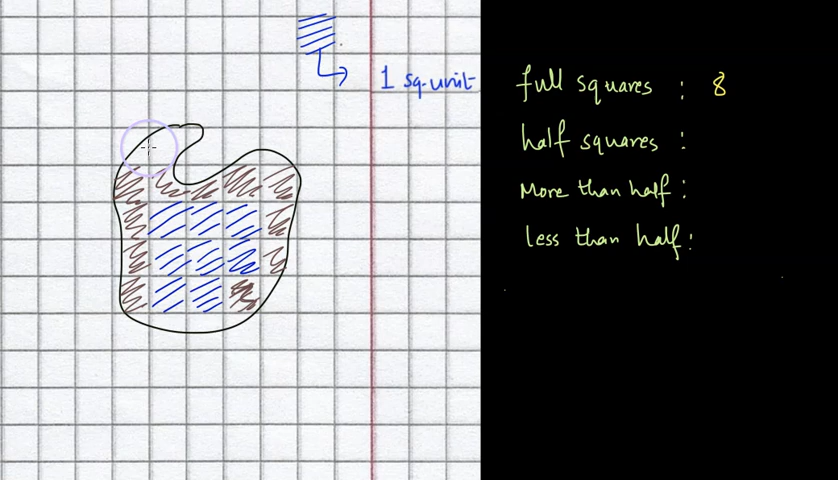 1 sq.unit
full squares : 8
half squares :
More than half :
less than half :